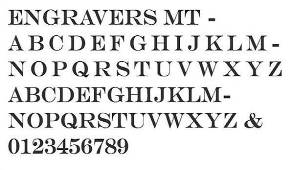 ENGRAVERS MT -
A B C D E F G H I J K L M -
N O P Q R S T U V W X Y Z
ABCDEFGHIJKLM-
NOPQRSTUVWXYZ &
0123456789